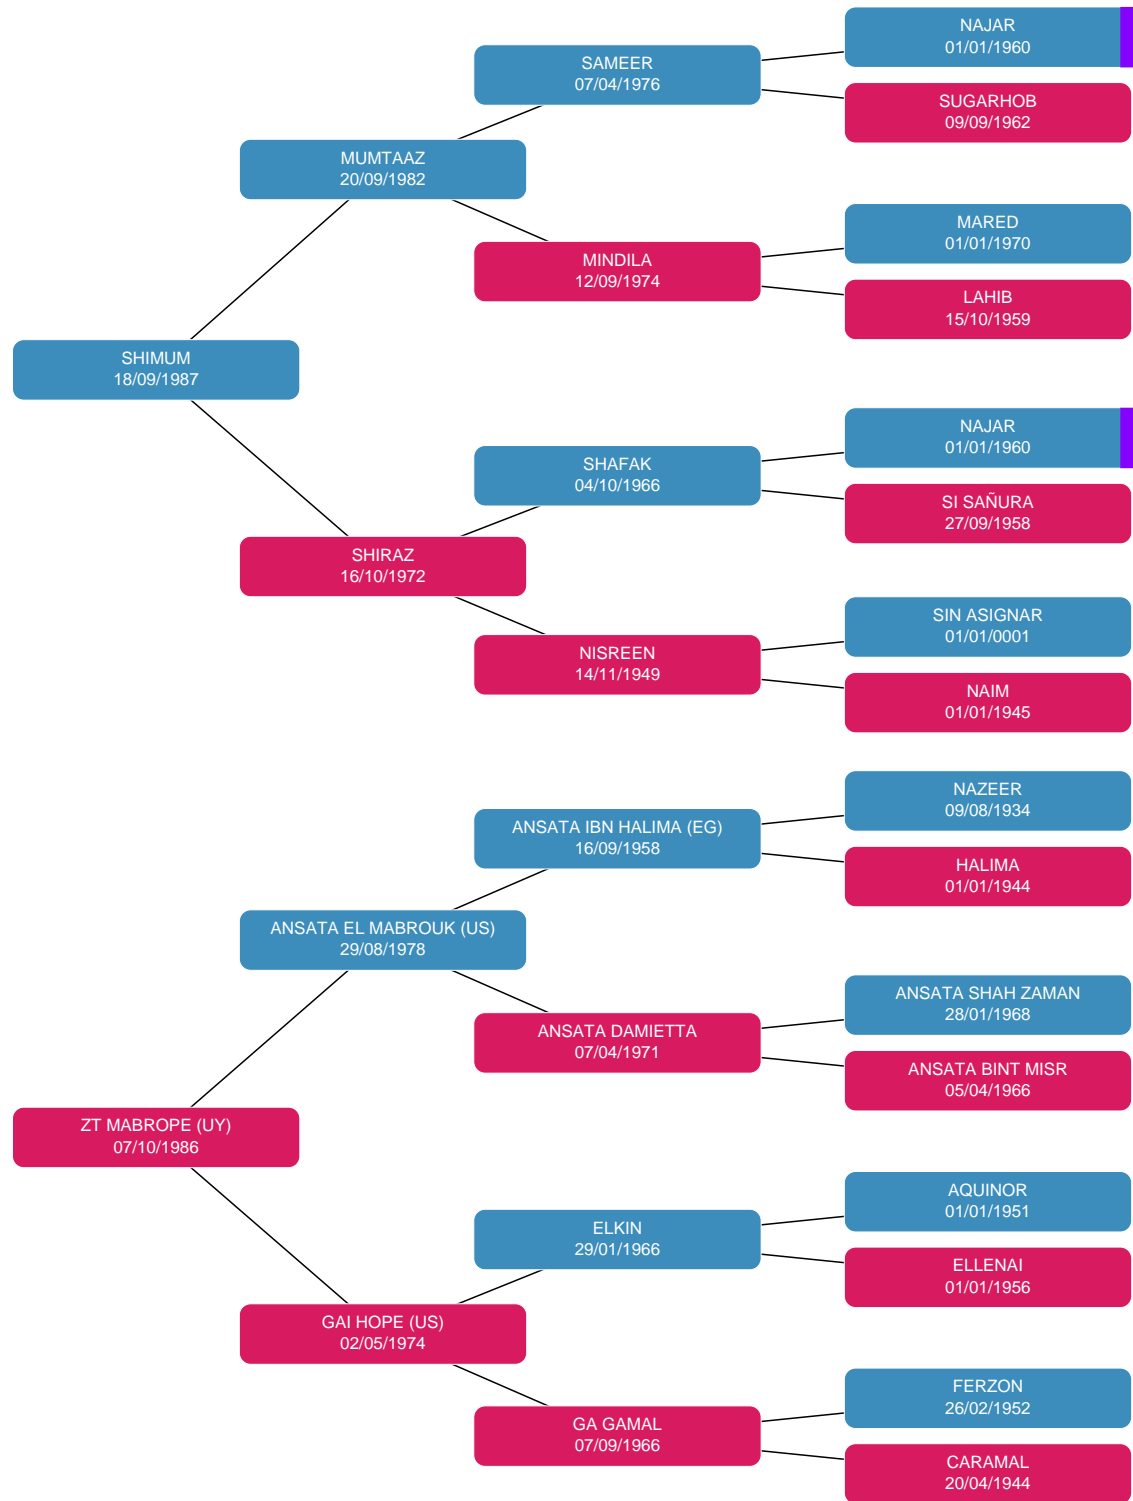 NAJAR
01/01/1960
SAMEER
07/04/1976
SUGARHOB
09/09/1962
MUMTAAZ
20/09/1982
MARED
01/01/1970
MINDILA
12/09/1974
LAHIB
15/10/1959
SHIMUM
18/09/1987
NAJAR
01/01/1960
SHAFAK
04/10/1966
SI SAÑURA
27/09/1958
SHIRAZ
16/10/1972
SIN ASIGNAR
01/01/0001
NISREEN
14/11/1949
NAIM
01/01/1945
NAZEER
09/08/1934
ANSATA IBN HALIMA (EG)
16/09/1958
HALIMA
01/01/1944
ANSATA EL MABROUK (US)
29/08/1978
ANSATA SHAH ZAMAN
28/01/1968
ANSATA DAMIETTA
07/04/1971
ANSATA BINT MISR
05/04/1966
ZT MABROPE (UY)
07/10/1986
AQUINOR
01/01/1951
ELKIN
29/01/1966
ELLENAI
01/01/1956
GAI HOPE (US)
02/05/1974
FERZON
26/02/1952
GA GAMAL
07/09/1966
CARAMAL
20/04/1944